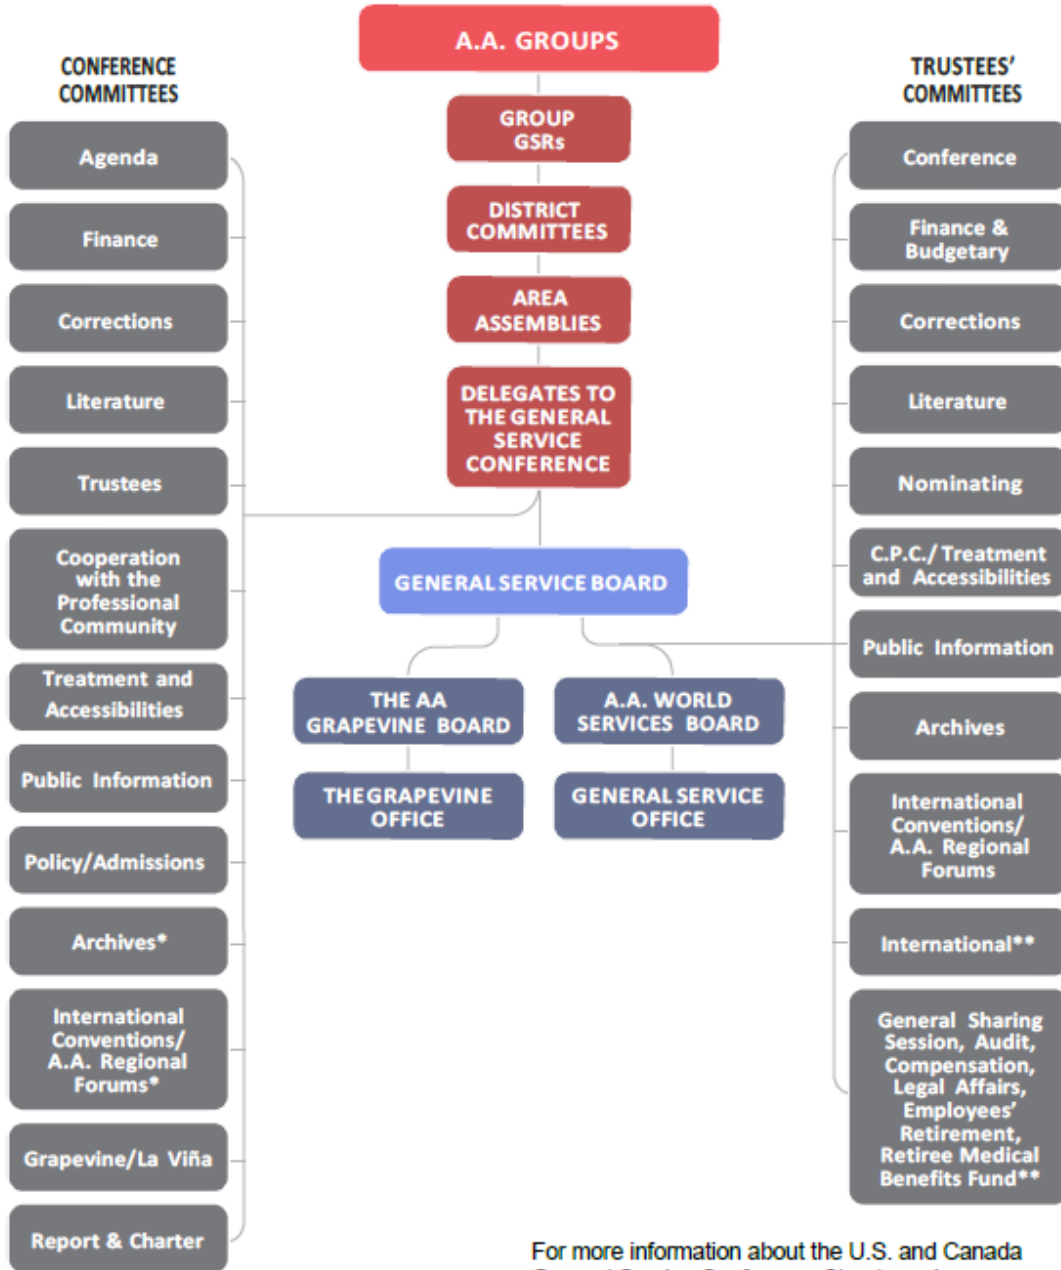 A.A. GROUPS
CONFERENCE
COMMITTEES
Agenda
Finance
Corrections
Literature
Trustees
Cooperation
with the
Professional
Community
Treatment and
Accessibilities
Public Information
Policy/Admissions
Archives*
International
Conventions/
A.A. Regional
Forums*
Grapevine/La Viña
Report & Charter
GROUP
GSRs
DISTRICT
COMMITTEES
AREA
ASSEMBLIES
DELEGATES TO
THE GENERAL
SERVICE
CONFERENCE
GENERAL SERVICE BOARD
THE AA
GRAPEVINE BOARD
THE GRAPEVINE
OFFICE
A.A. WORLD
SERVICES BOARD
GENERAL SERVICE
OFFICE
TRUSTEES’
COMMITTEES
Conference
Finance &
Budgetary
Corrections
Literature
Nominating
C.P.C./ Treatment
and Accessibilities
Public Information
Archives
International
Conventions/
A.A. Regional
Forums
International**
General Sharing
Session, Audit,
Compensation,
Legal Affairs,
Employees’
Retirement,
Retiree Medical
Benefits Fund**
For more information about the U.S. and Canada